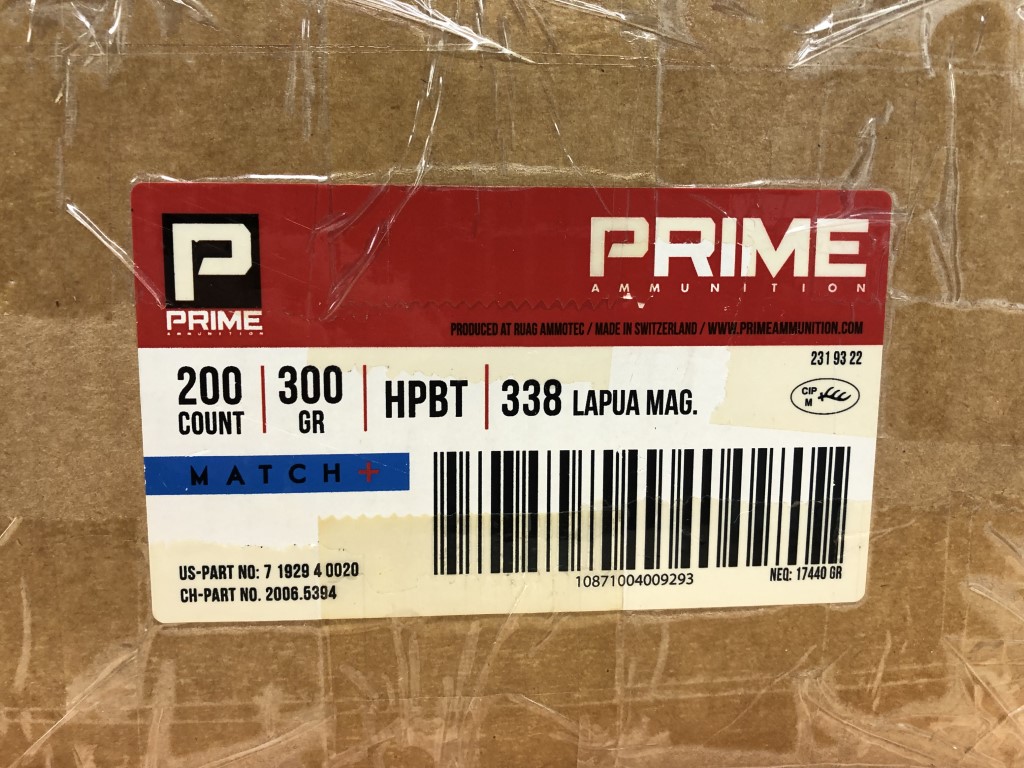 P
PRIME
AMMUNITION
PRIME
AMMUNITION
PRODUCED AT RUAG AMMOTEC / MADE IN SWITZERLAND / WWW.PRIMEAMMUNITION.COM
231 93 22
200 COUNT
300 GR
HPBT
338 LAPUA MAG.
CIP
M
MATCH+
10871004009293
NEQ: 17440 GR
US-PART NO: 7 1929 4 0020
CH-PART NO. 2006.5394